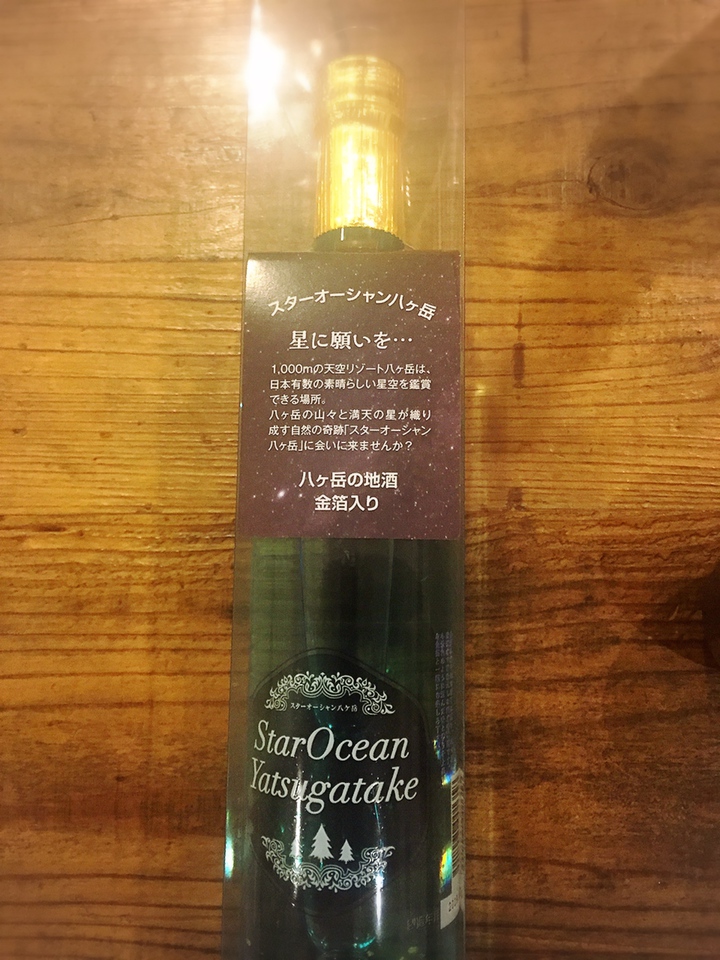 スターオーシャン八ヶ岳
星に願いを…
1,000mの天空リゾート八ヶ岳は、
日本有数の素晴らしい星空を鑑賞
できる場所。
八ヶ岳の山々と満天の星が織り
成す自然の奇跡「スターオーシャン
八ヶ岳」に会いに来ませんか？
八ヶ岳の地酒
金箔入り
スターオーシャン八ヶ岳
StarOcean
Yatsugatake